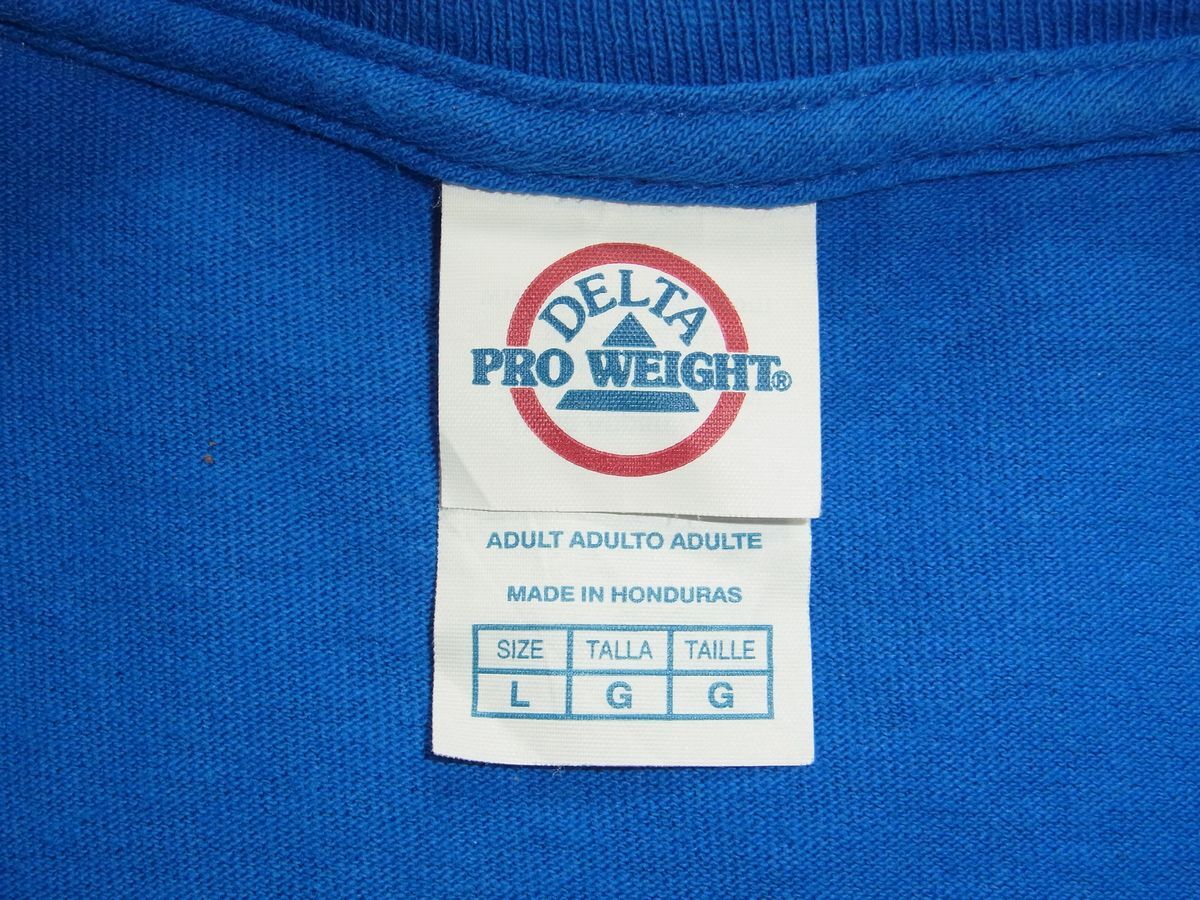 DELTA
PRO WEIGHT®
ADULT ADULTO ADULTE
MADE IN HONDURAS
SIZE TALLA TAILLE
L G G